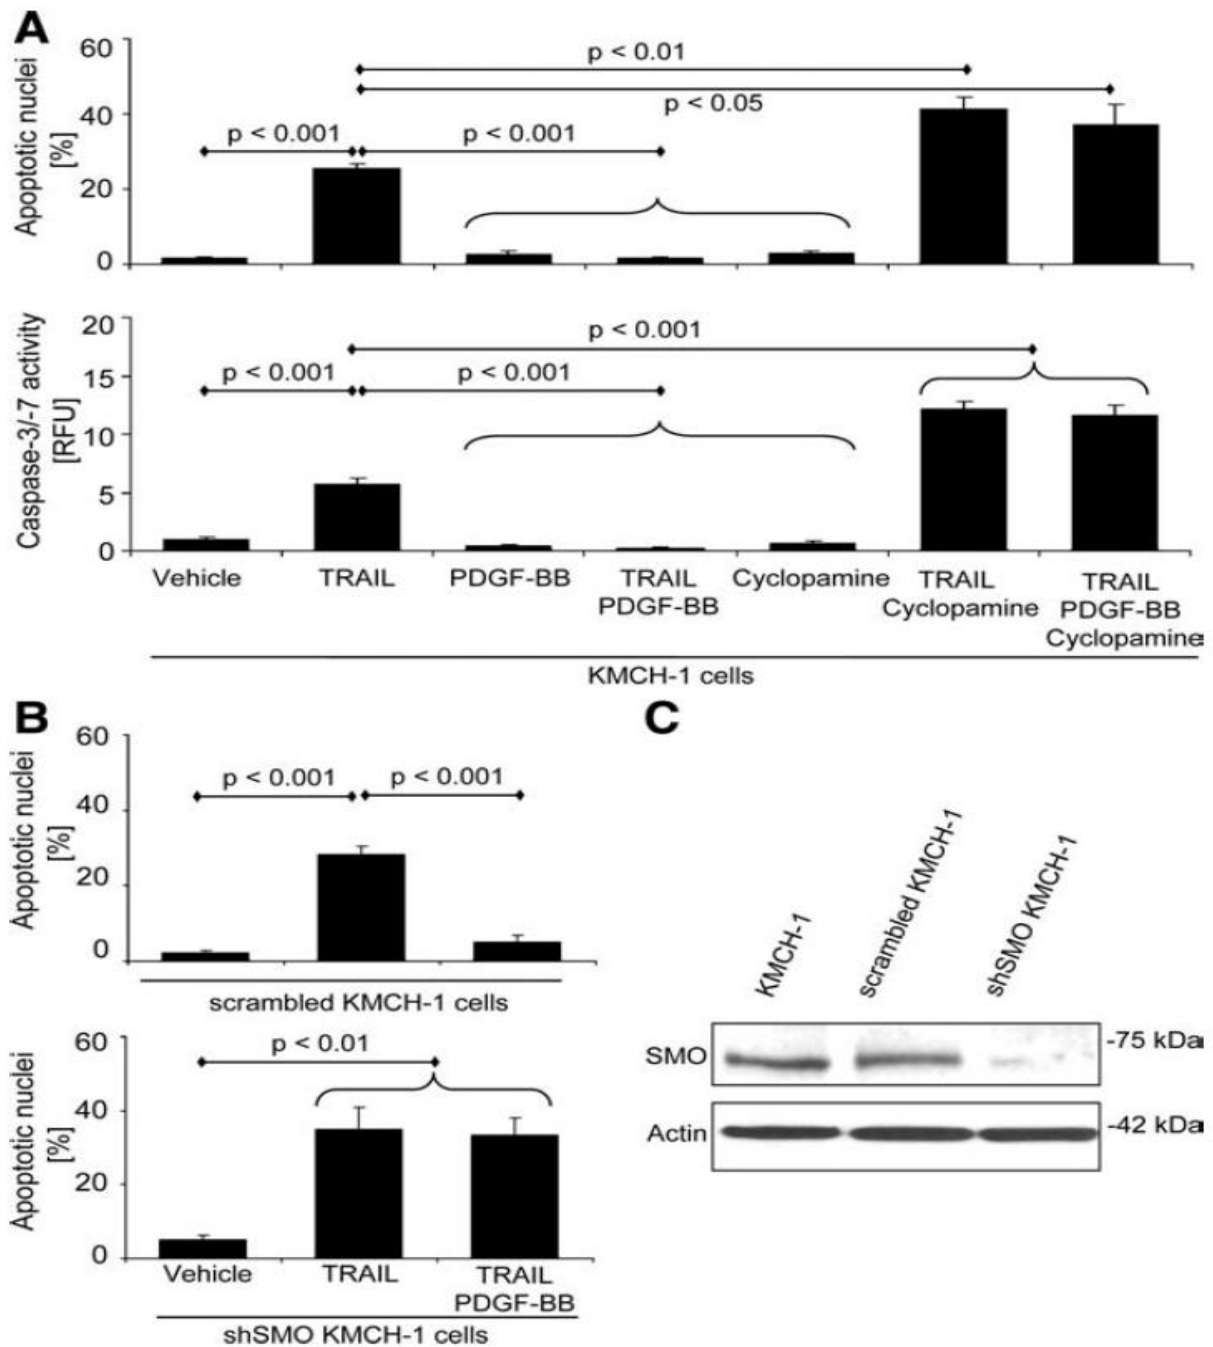 A
60
40
20
0
Apoptotic nuclei
[%]
p < 0.01
p < 0.05
p < 0.001
p < 0.001
20
15
10
5
0
Caspase-3/-7 activity
[RFU]
p < 0.001
p < 0.001
p < 0.001
Vehicle
TRAIL
PDGF-BB
TRAIL
PDGF-BB
Cyclopamine
TRAIL
Cyclopamine
TRAIL
PDGF-BB
Cyclopamine
KMCH-1 cells
B
60
40
20
0
Apoptotic nuclei
[%]
p < 0.001
p < 0.001
scrambled KMCH-1 cells
60
40
20
0
Apoptotic nuclei
[%]
p < 0.01
Vehicle
TRAIL
TRAIL
PDGF-BB
shSMO KMCH-1 cells
C
KMCH-1
scrambled KMCH-1
shSMO KMCH-1
SMO
-75 kDa
Actin
-42 kDa